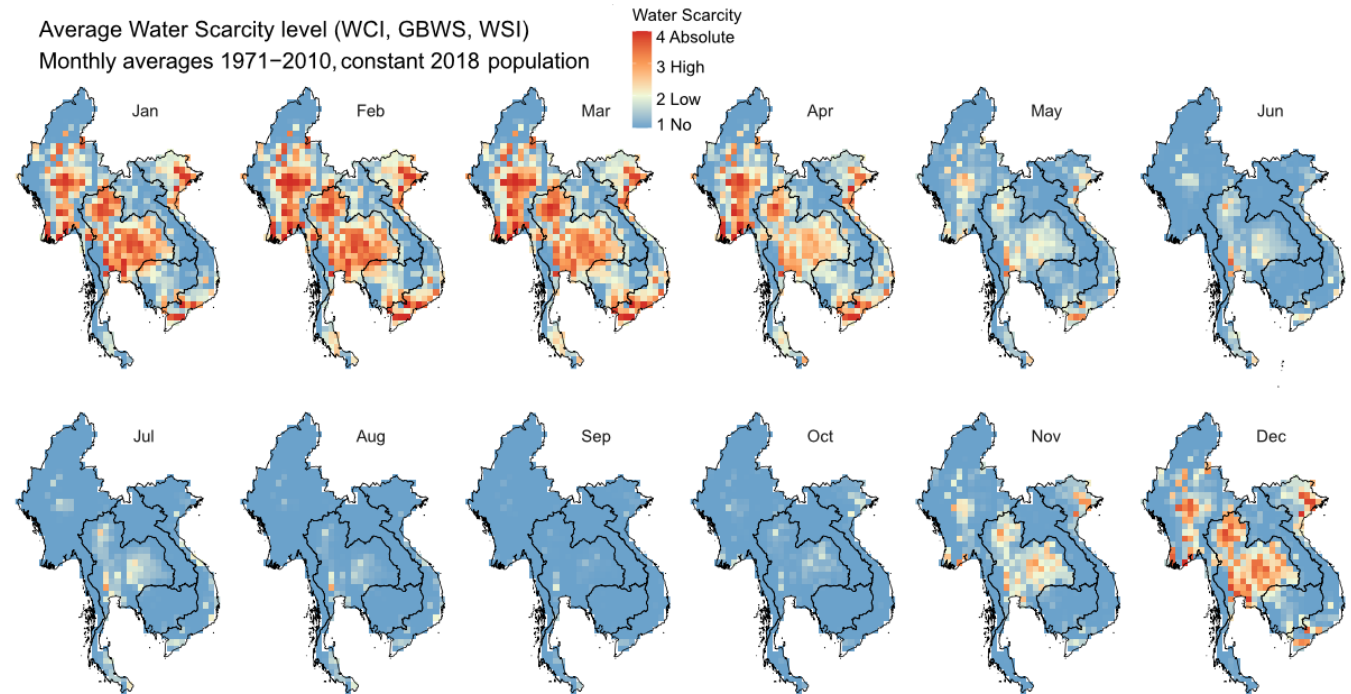 Average Water Scarcity level (WCI, GBWS, WSI)
Monthly averages 1971−2010, constant 2018 population
Water Scarcity
4 Absolute
3 High
2 Low
1 No
Jan
Feb
Mar
Apr
May
Jun
Jul
Aug
Sep
Oct
Nov
Dec